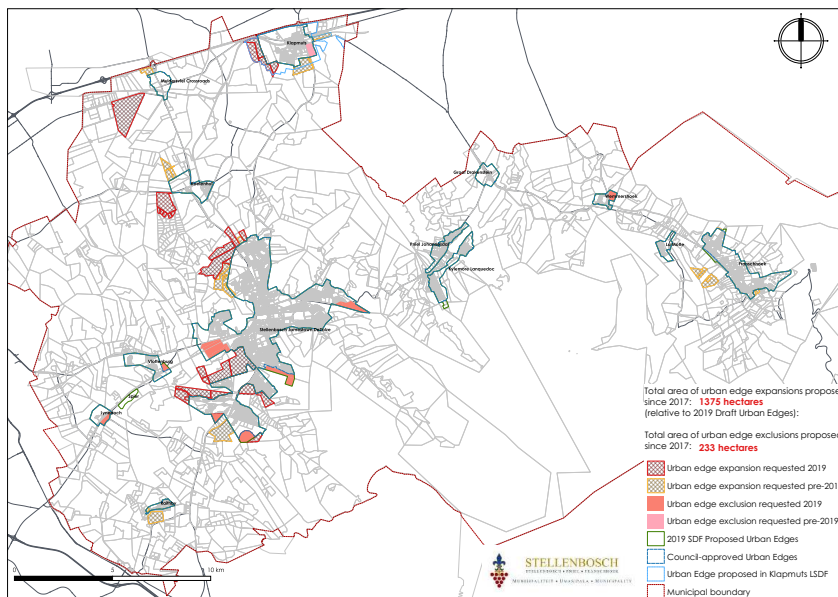 Klapmuts
Muldersvlei Crossroads
Koelenhof
Groot Drakenstein
Wemmershoek
Pniel Johannesdal
La Motte
Franschhoek
Kylemore Lanquedoc
Stellenbosch Jamestown De Zalze
Vlottenburg
Spier
Lynedoch
Raithby
Total area of urban edge expansions propose
since 2017: 1375 hectares
(relative to 2019 Draft Urban Edges):
Total area of urban edge exclusions proposed
since 2017: 233 hectares
Urban edge expansion requested 2019
Urban edge expansion requested pre-201
Urban edge exclusion requested 2019
Urban edge exclusion requested pre-2019
2019 SDF Proposed Urban Edges
Council-approved Urban Edges
Urban Edge proposed in Klapmuts LSDF
Municipal boundary
0 5 10 km
STELLENBOSCH
STELLENBOSCH • PNIEL • FRANSCHHOEK
MUNISIPALITEIT • UMASIPALA • MUNICIPALITY